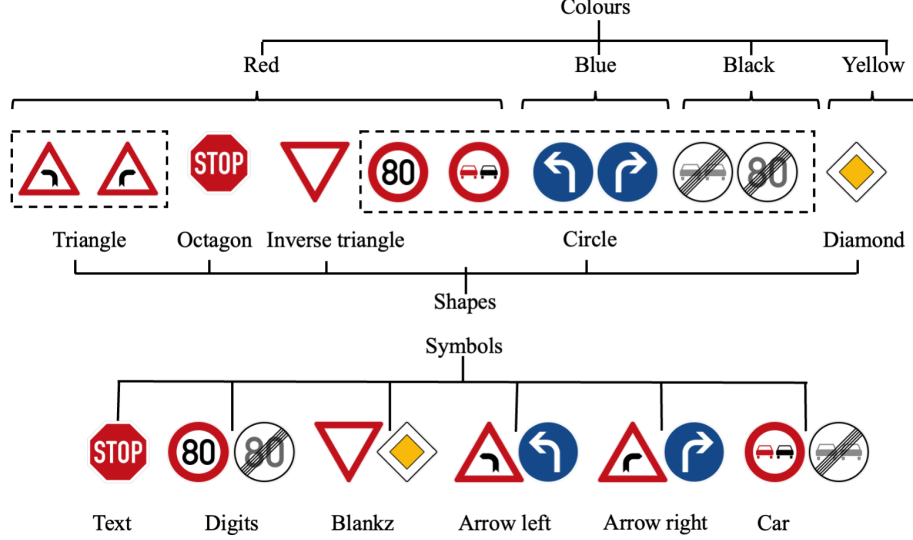 Colours
Red Blue Black Yellow
STOP 80 80
Triangle Octagon Inverse triangle Circle Diamond
Shapes
Symbols
STOP 80 80
Text Digits Blankz Arrow left Arrow right Car